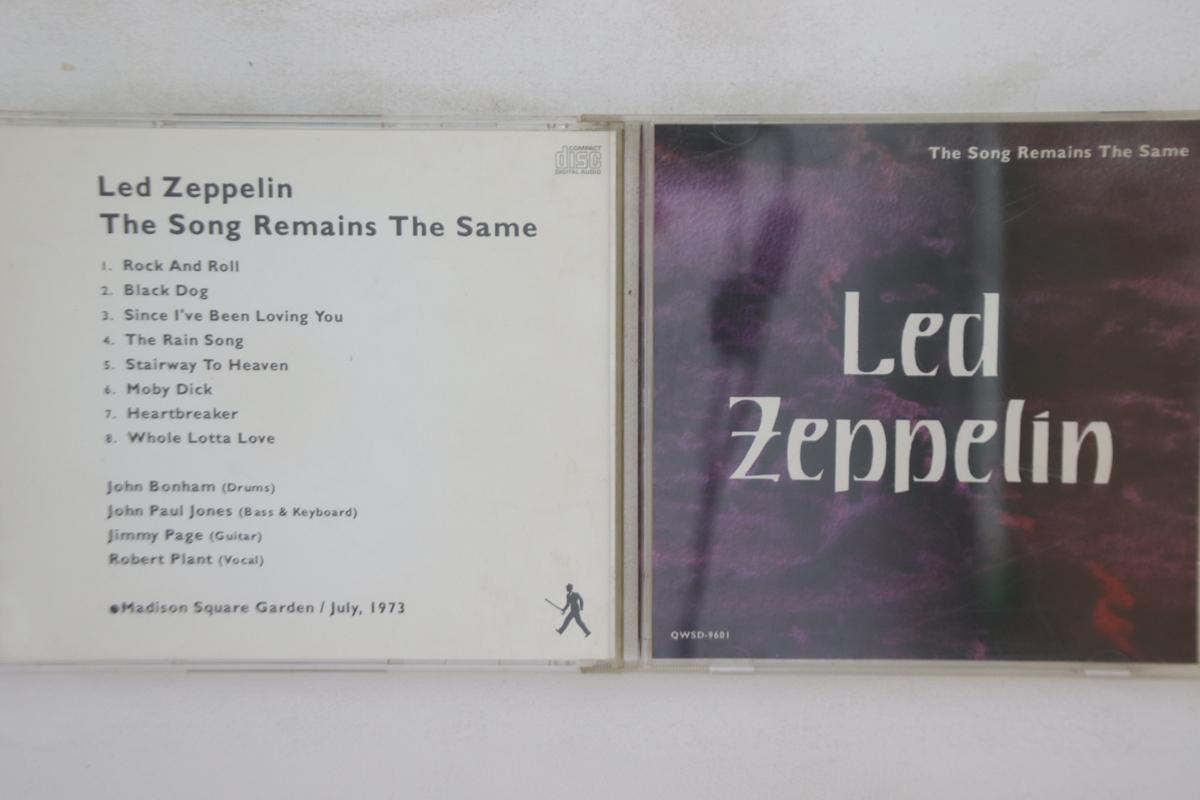 COMPACT
disc
DIGITAL AUDIO
Led Zeppelin
The Song Remains The Same
1. Rock And Roll
2. Black Dog
3. Since I've Been Loving You
4. The Rain Song
5. Stairway To Heaven
6. Moby Dick
7. Heartbreaker
8. Whole Lotta Love
John Bonham (Drums)
John Paul Jones (Bass & Keyboard)
Jimmy Page (Guitar)
Robert Plant (Vocal)
●Madison Square Garden / July, 1973
The Song Remains The Same
Led
Zeppelin
QWSD-9601